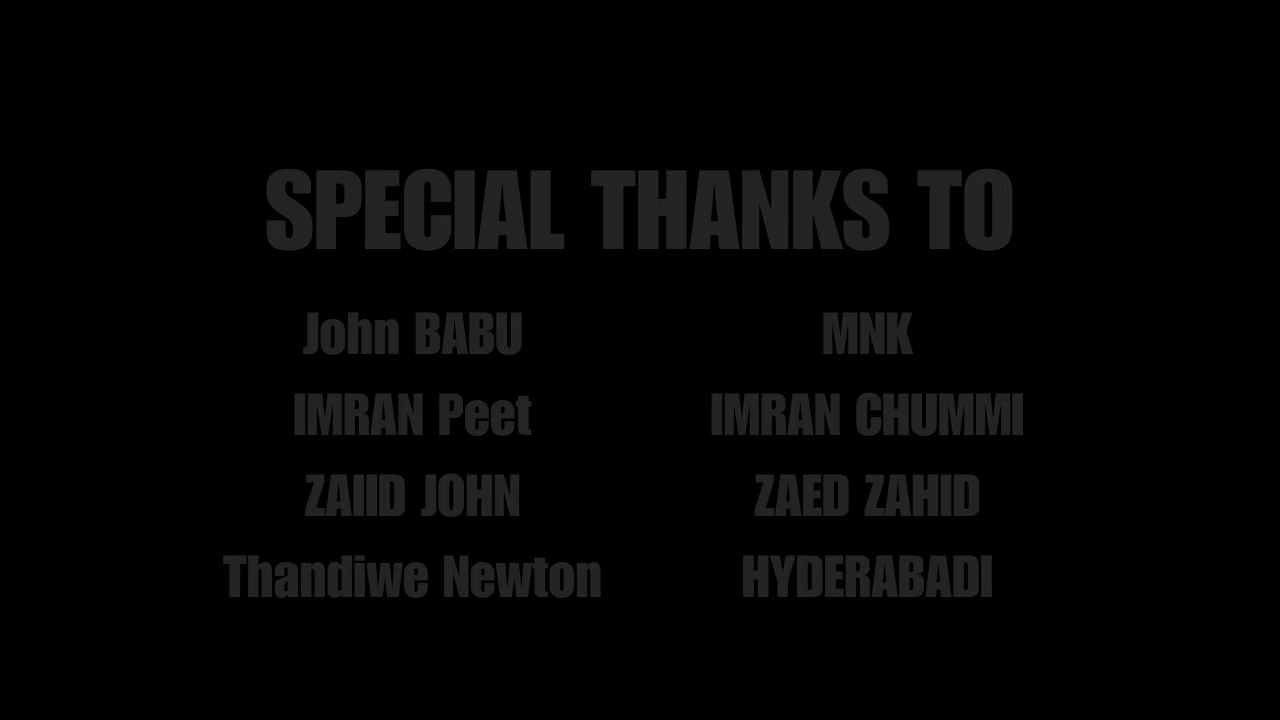 SPECIAL THANKS TO
John BABU
MNK
IMRAN Peet
IMRAN CHUMMI
ZAIID JOHN
ZAED ZAHID
Thandiwe Newton
HYDERABADI